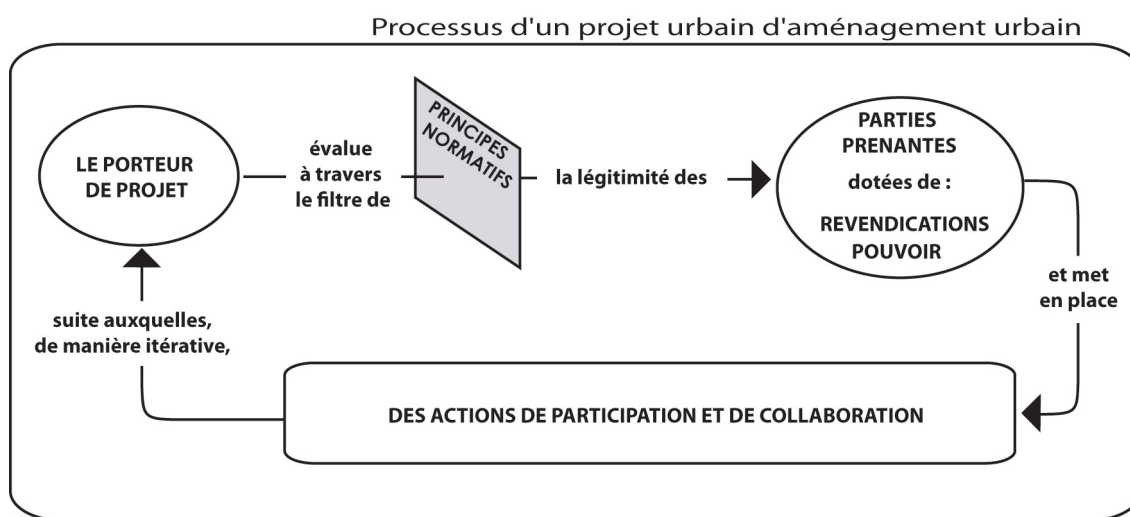 Processus d'un projet urbain d'aménagement urbain
LE PORTEUR
DE PROJET
évalue
à travers
le filtre de
PRINCIPES
NORMATIFS
la légitimité des
PARTIES
PRENANTES
dotées de :
REVENDICATIONS
POUVOIR
et met
en place
DES ACTIONS DE PARTICIPATION ET DE COLLABORATION
suite auxquelles,
de manière itérative,